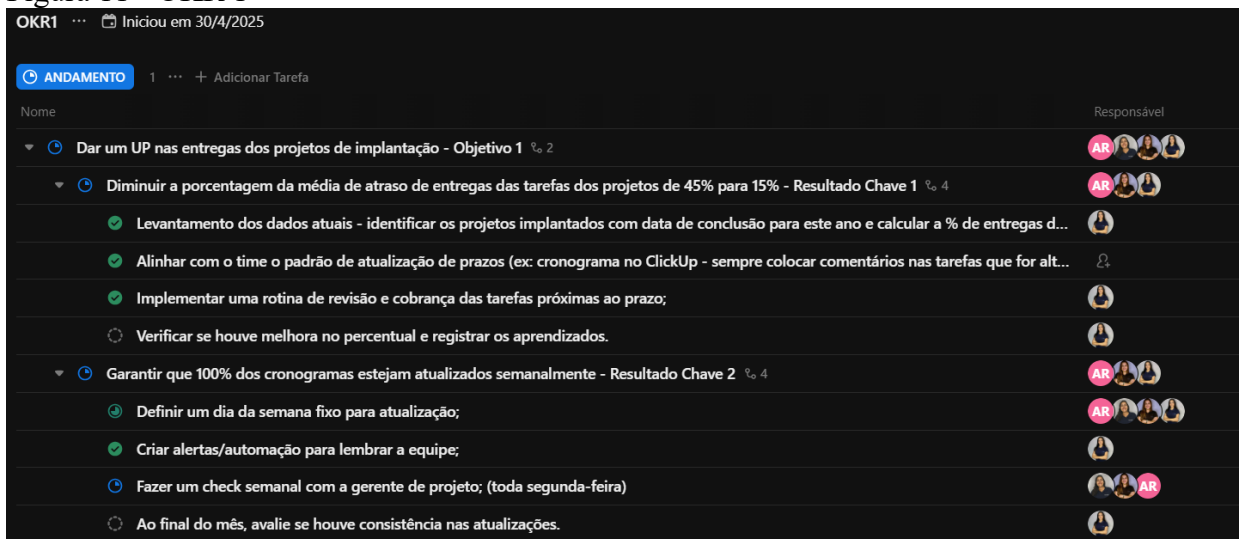 OKR1 ··· Iniciou em 30/4/2025
ANDAMENTO 1 ··· + Adicionar Tarefa
Nome Responsável
Dar um UP nas entregas dos projetos de implantação - Objetivo 1 2 AR
Diminuir a porcentagem da média de atraso de entregas das tarefas dos projetos de 45% para 15% - Resultado Chave 1 4 AR
Levantamento dos dados atuais - identificar os projetos implantados com data de conclusão para este ano e calcular a % de entregas d...
Alinhar com o time o padrão de atualização de prazos (ex: cronograma no ClickUp - sempre colocar comentários nas tarefas que for alt...
Implementar uma rotina de revisão e cobrança das tarefas próximas ao prazo;
Verificar se houve melhora no percentual e registrar os aprendizados.
Garantir que 100% dos cronogramas estejam atualizados semanalmente - Resultado Chave 2 4 AR
Definir um dia da semana fixo para atualização; AR
Criar alertas/automação para lembrar a equipe;
Fazer um check semanal com a gerente de projeto; (toda segunda-feira) AR
Ao final do mês, avalie se houve consistência nas atualizações.